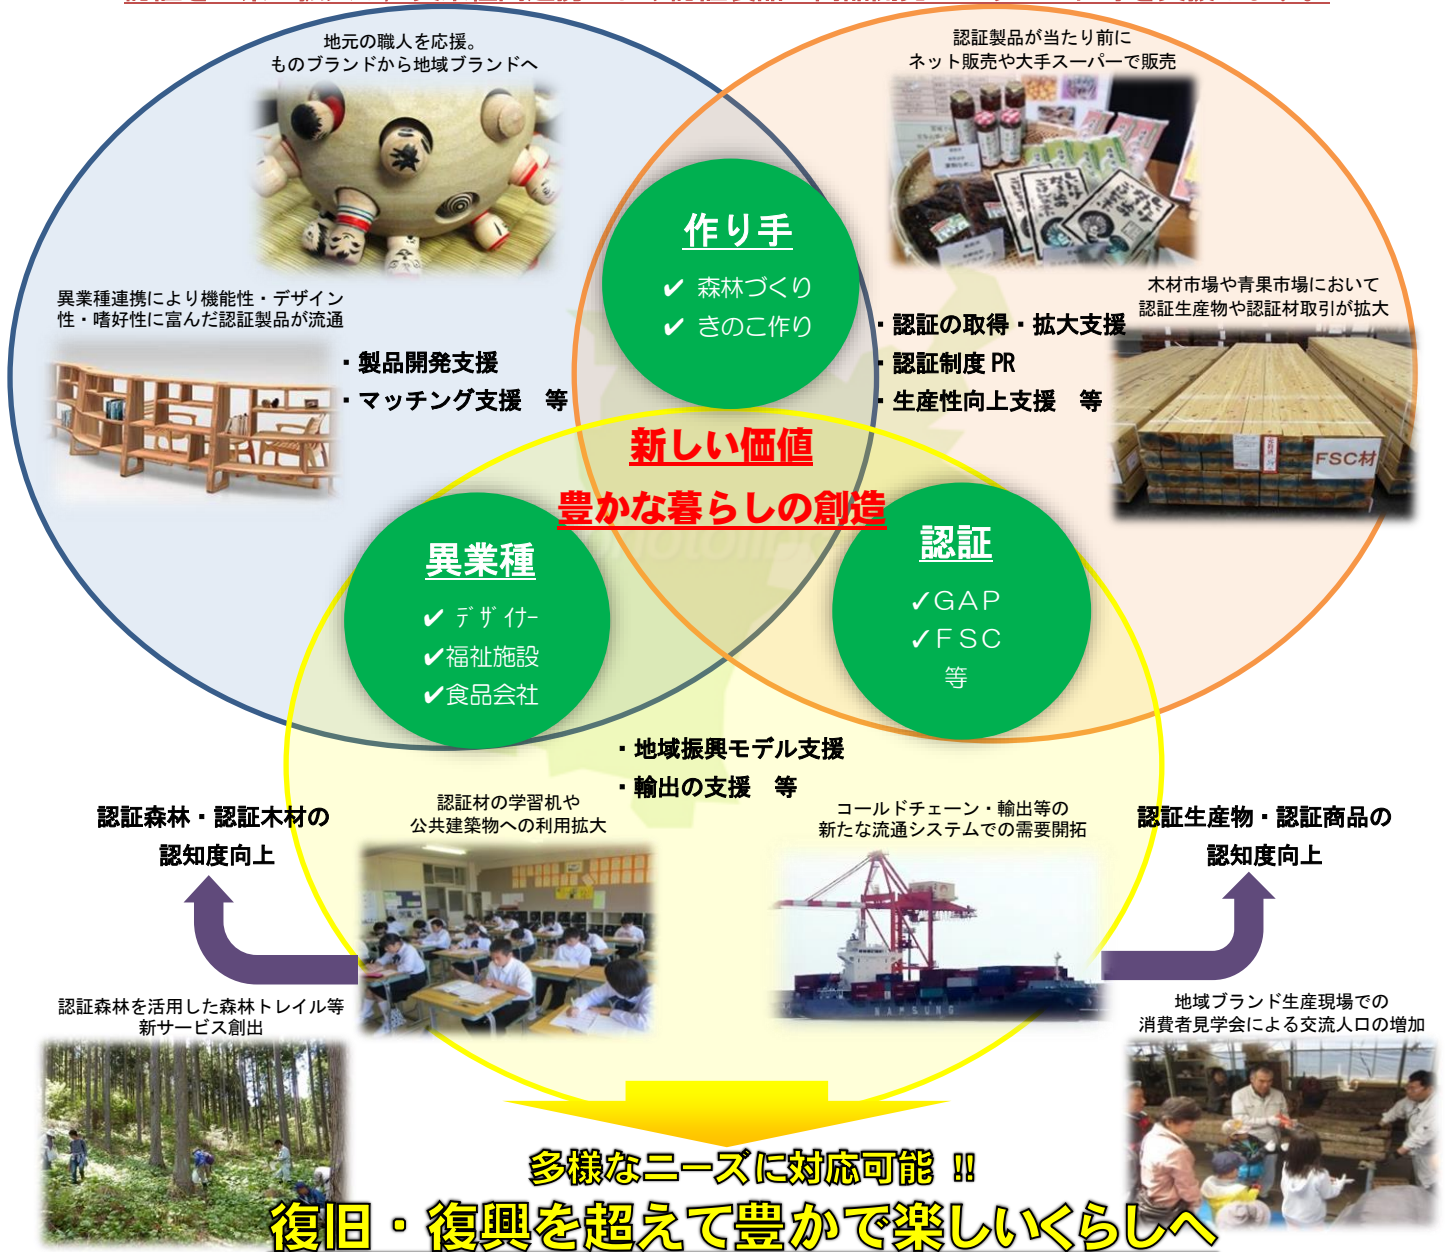 地元の職人を応援。
ものブランドから地域ブランドへ
認証製品が当たり前に
ネット販売や大手スーパーで販売
作り手
✔ 森林づくり
✔ きのこ作り
異業種連携により機能性・デザイン
性・嗜好性に富んだ認証製品が流通
木材市場や青果市場において
認証生産物や認証材取引が拡大
・製品開発支援
・マッチング支援　等
・認証の取得・拡大支援
・認証制度 PR
・生産性向上支援　等
FSC材
新しい価値
豊かな暮らしの創造
異業種
✔ デザイナー
✔福祉施設
✔食品会社
認証
✓GAP
✓FSC
等
・地域振興モデル支援
・輸出の支援　等
認証森林・認証木材の
認知度向上
認証材の学習机や
公共建築物への利用拡大
コールドチェーン・輸出等の
新たな流通システムでの需要開拓
認証生産物・認証商品の
認知度向上
NAMSUNG
認証森林を活用した森林トレイル等
新サービス創出
地域ブランド生産現場での
消費者見学会による交流人口の増加
多様なニーズに対応可能 !!
復旧・復興を超えて豊かで楽しいくらしへ